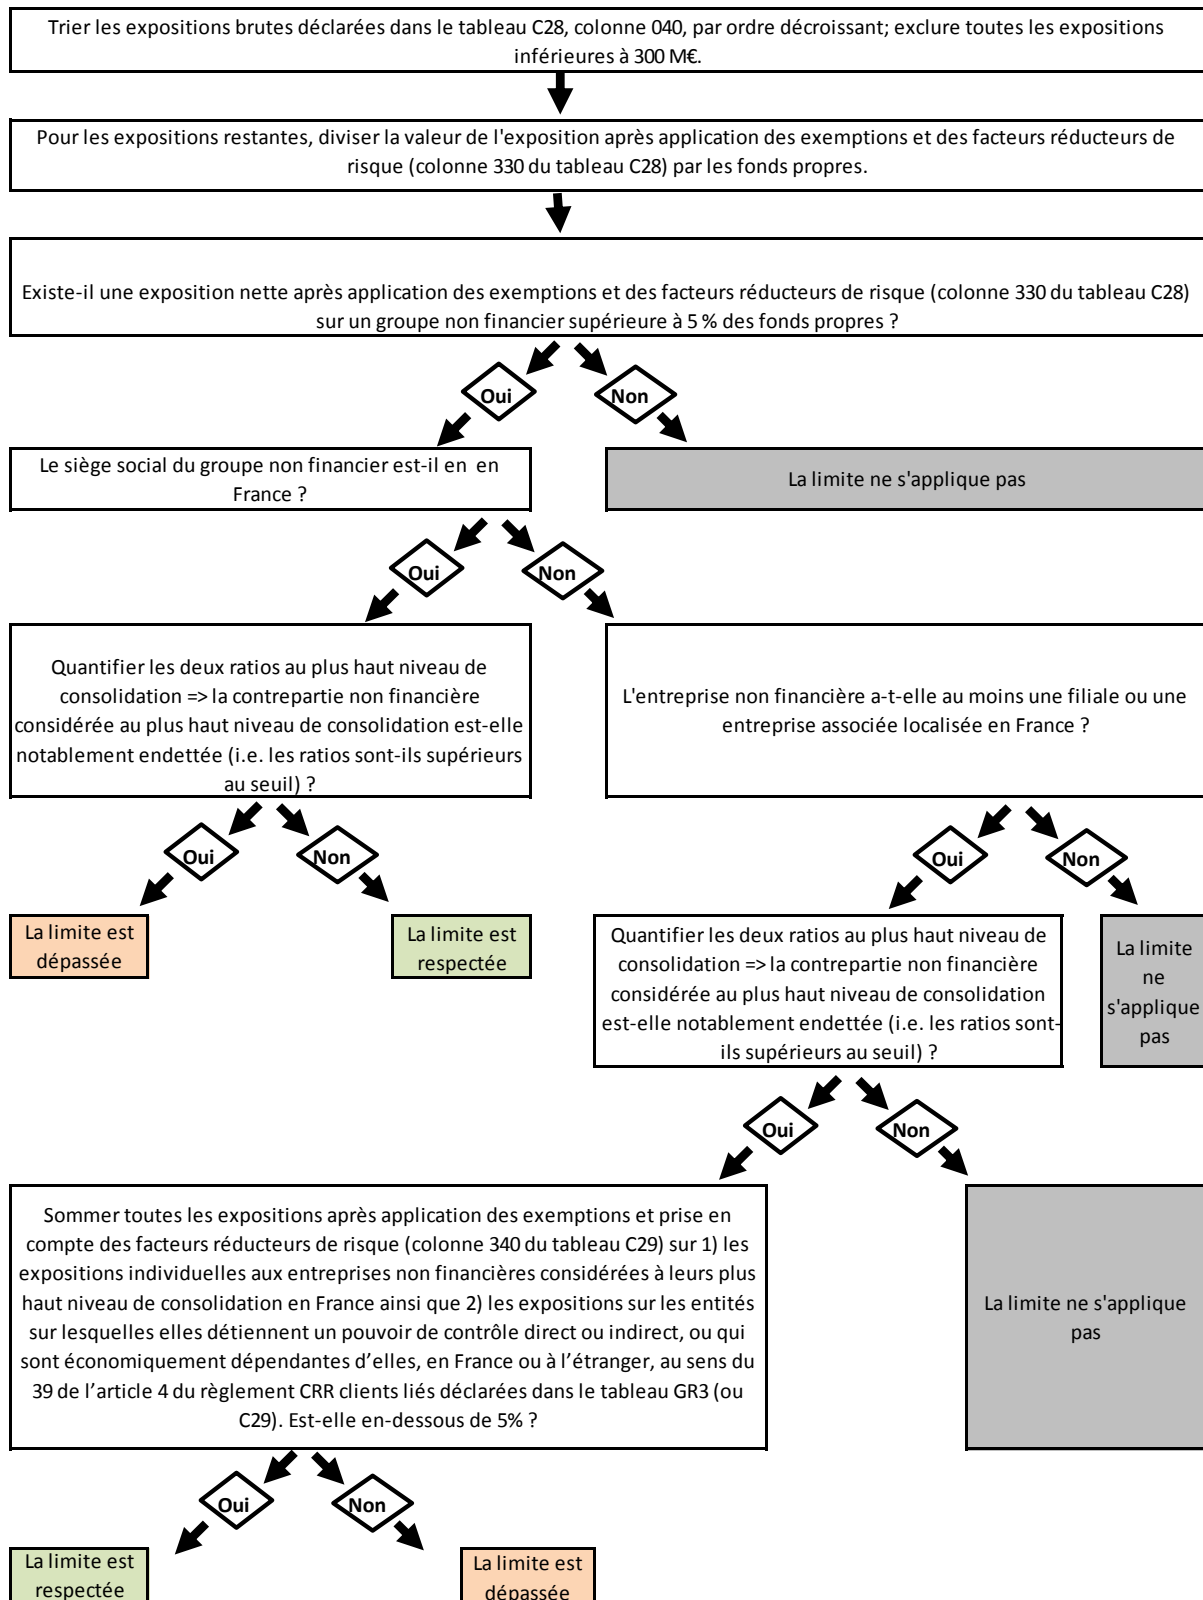 Trier les expositions brutes déclarées dans le tableau C28, colonne 040, par ordre décroissant; exclure toutes les expositions
inférieures à 300 M€.
Pour les expositions restantes, diviser la valeur de l'exposition après application des exemptions et des facteurs réducteurs de
risque (colonne 330 du tableau C28) par les fonds propres.
Existe-il une exposition nette après application des exemptions et des facteurs réducteurs de risque (colonne 330 du tableau C28)
sur un groupe non financier supérieure à 5 % des fonds propres ?
Oui
Non
Le siège social du groupe non financier est-il en en
France ?
La limite ne s'applique pas
Oui
Non
Quantifier les deux ratios au plus haut niveau de
consolidation => la contrepartie non financière
considérée au plus haut niveau de consolidation est-elle
notablement endettée (i.e. les ratios sont-ils supérieurs
au seuil) ?
L'entreprise non financière a-t-elle au moins une filiale ou une
entreprise associée localisée en France ?
Oui
Non
Oui
Non
La limite est
dépassée
La limite est
respectée
Quantifier les deux ratios au plus haut niveau de
consolidation => la contrepartie non financière
considérée au plus haut niveau de consolidation
est-elle notablement endettée (i.e. les ratios sont-
ils supérieurs au seuil) ?
La limite
ne
s'applique
pas
Oui
Non
Sommer toutes les expositions après application des exemptions et prise en
compte des facteurs réducteurs de risque (colonne 340 du tableau C29) sur 1) les
expositions individuelles aux entreprises non financières considérées à leurs plus
haut niveau de consolidation en France ainsi que 2) les expositions sur les entités
sur lesquelles elles détiennent un pouvoir de contrôle direct ou indirect, ou qui
sont économiquement dépendantes d’elles, en France ou à l’étranger, au sens du
39 de l’article 4 du règlement CRR clients liés déclarées dans le tableau GR3 (ou
C29). Est-elle en-dessous de 5% ?
La limite ne s'applique
pas
Oui
Non
La limite est
respectée
La limite est
dépassée